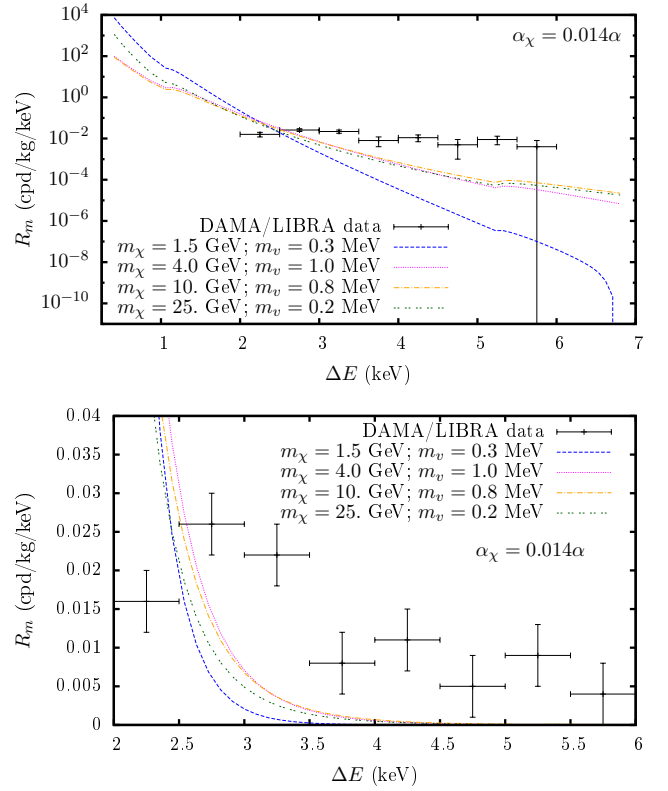 10⁴
α_χ = 0.014α
10²
10⁰
10⁻²
10⁻⁴
10⁻⁶
10⁻⁸
10⁻¹⁰
R_m (cpd/kg/keV)
DAMA/LIBRA data
m_χ = 1.5 GeV; m_v = 0.3 MeV
m_χ = 4.0 GeV; m_v = 1.0 MeV
m_χ = 10. GeV; m_v = 0.8 MeV
m_χ = 25. GeV; m_v = 0.2 MeV
1 2 3 4 5 6 7
ΔE (keV)
0.04
0.035
0.03
0.025
0.02
0.015
0.01
0.005
0
R_m (cpd/kg/keV)
DAMA/LIBRA data
m_χ = 1.5 GeV; m_v = 0.3 MeV
m_χ = 4.0 GeV; m_v = 1.0 MeV
m_χ = 10. GeV; m_v = 0.8 MeV
m_χ = 25. GeV; m_v = 0.2 MeV
α_χ = 0.014α
2 2.5 3 3.5 4 4.5 5 5.5 6
ΔE (keV)